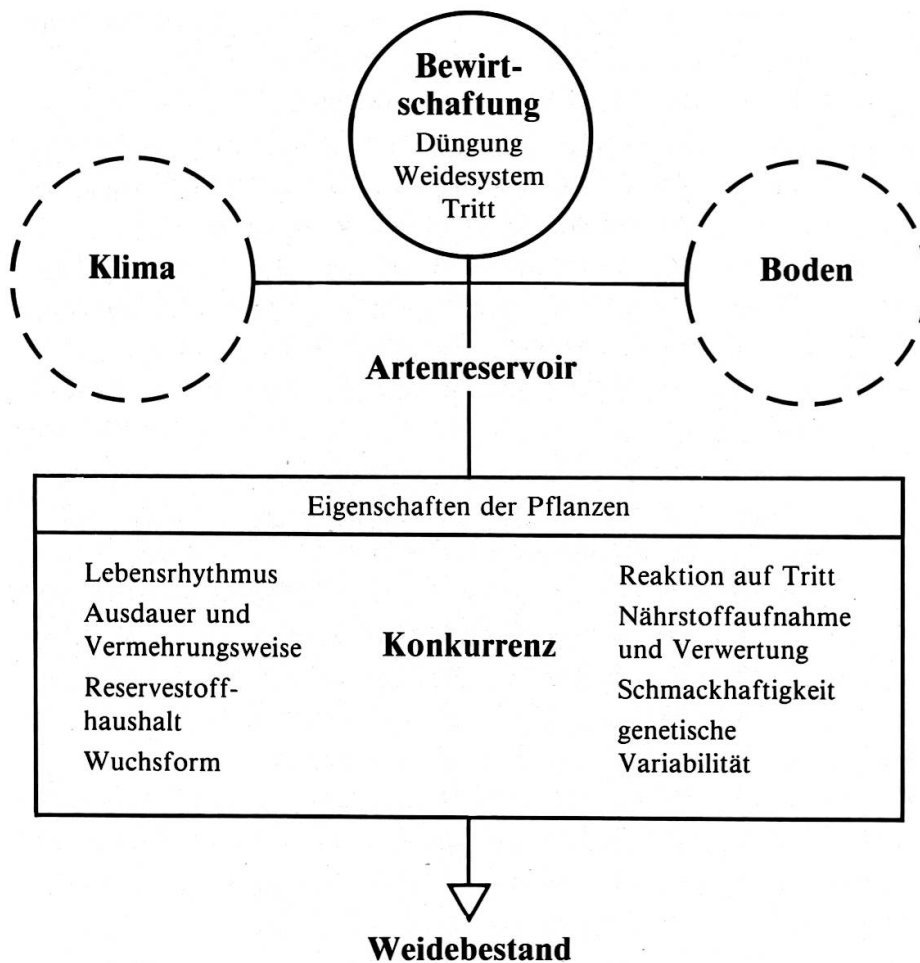 Bewirt-
schaftung
Düngung
Weidesystem
Tritt
Klima
Boden
Artenreservoir
Eigenschaften der Pflanzen
Lebensrhythmus
Ausdauer und
Vermehrungsweise
Reservestoff-
haushalt
Wuchsform
Konkurrenz
Reaktion auf Tritt
Nährstoffaufnahme
und Verwertung
Schmackhaftigkeit
genetische
Variabilität
Weidebestand